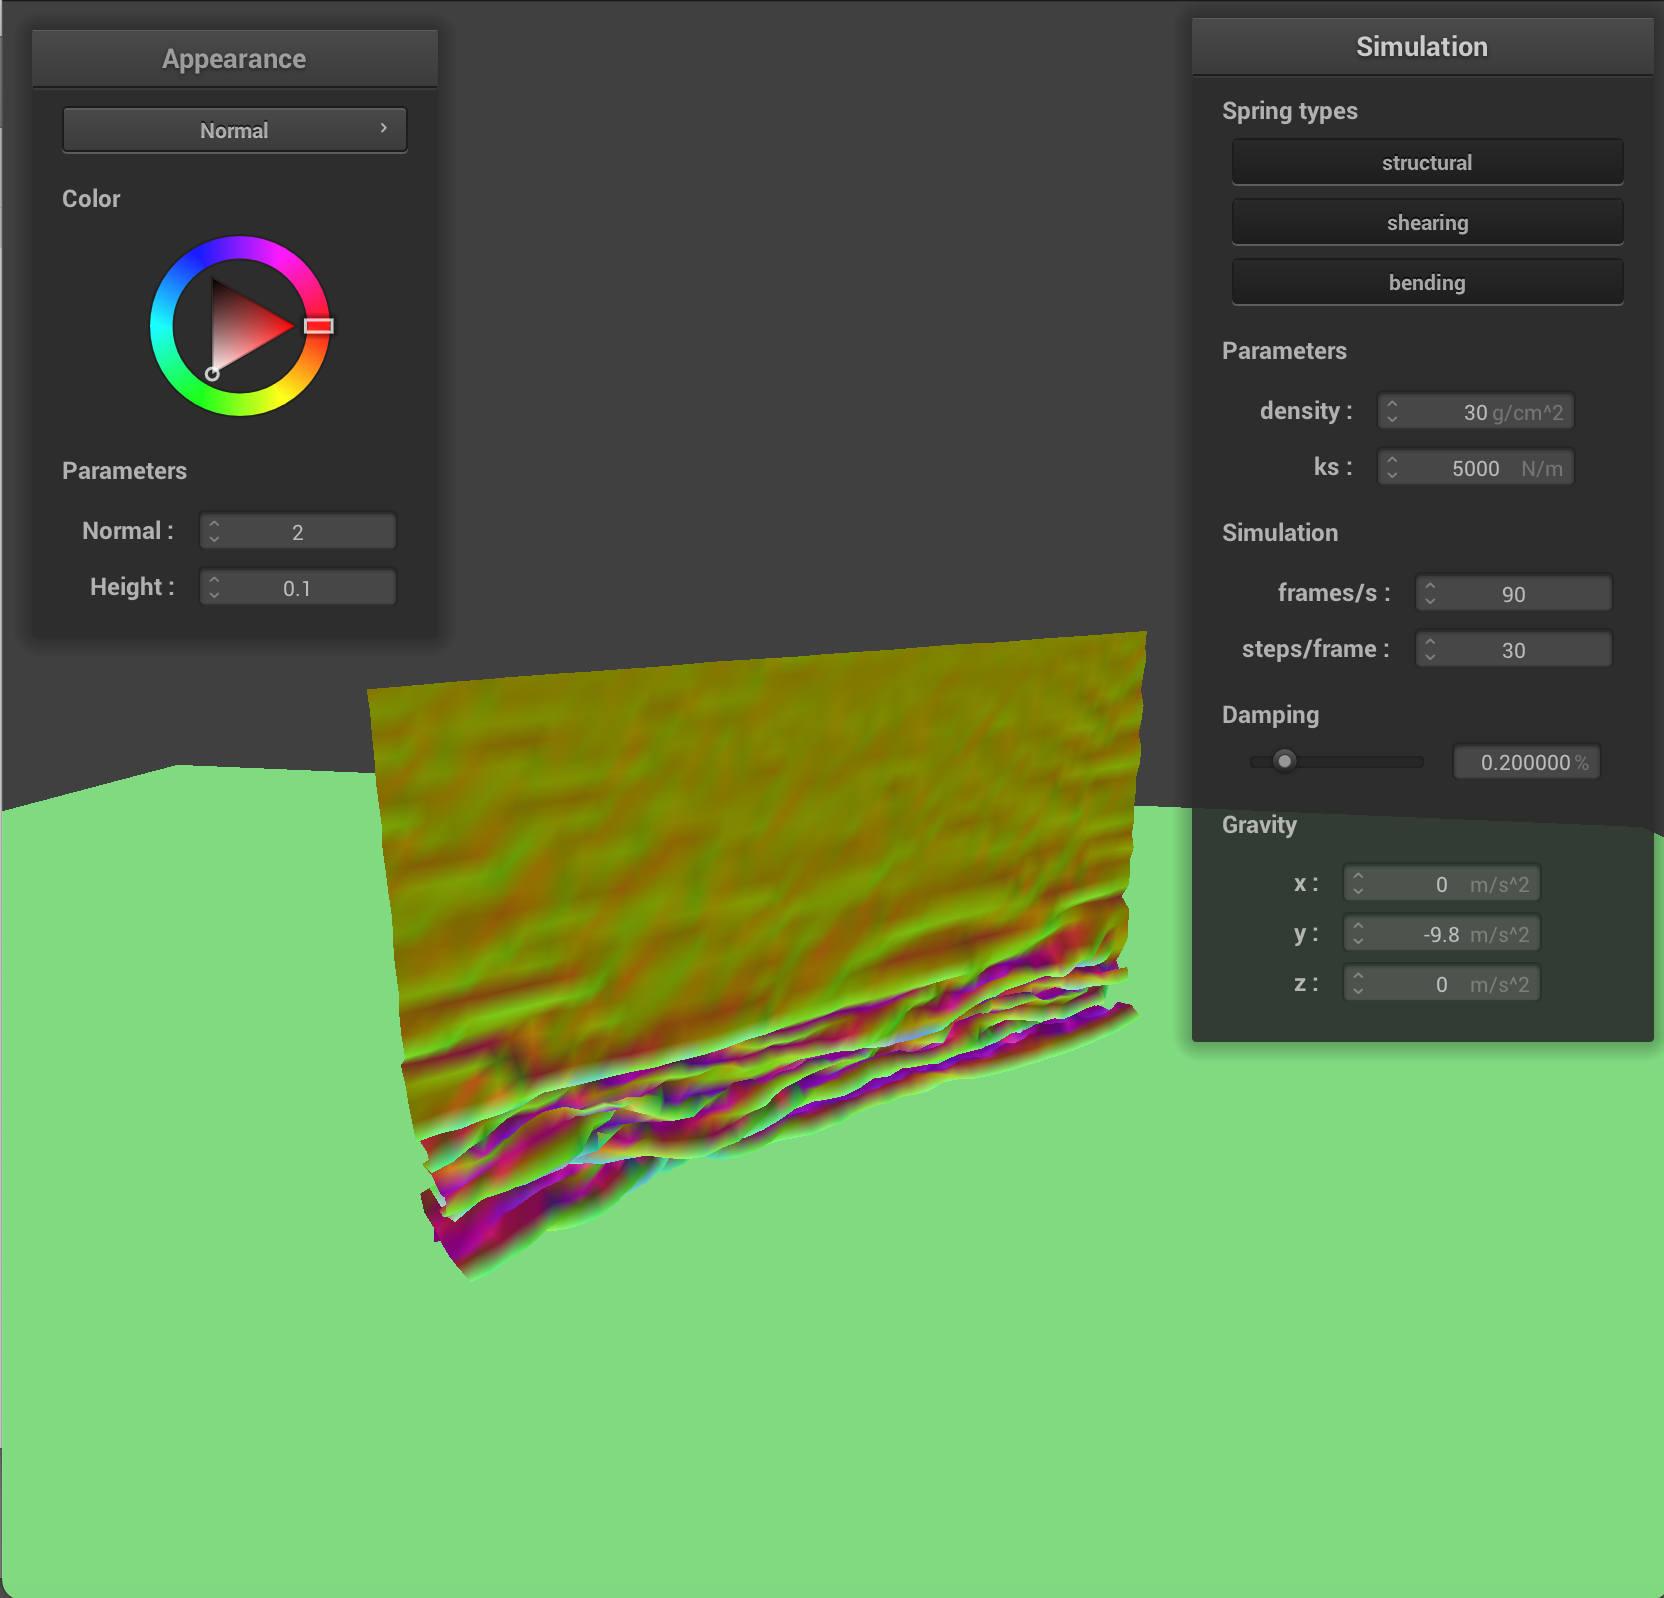 Appearance
Normal
Color
Parameters
Normal : 2
Height : 0.1
Simulation
Spring types
structural
shearing
bending
Parameters
density : 30 g/cm^2
ks : 5000 N/m
Simulation
frames/s : 90
steps/frame : 30
Damping
0.200000 %
Gravity
x : 0 m/s^2
y : -9.8 m/s^2
z : 0 m/s^2